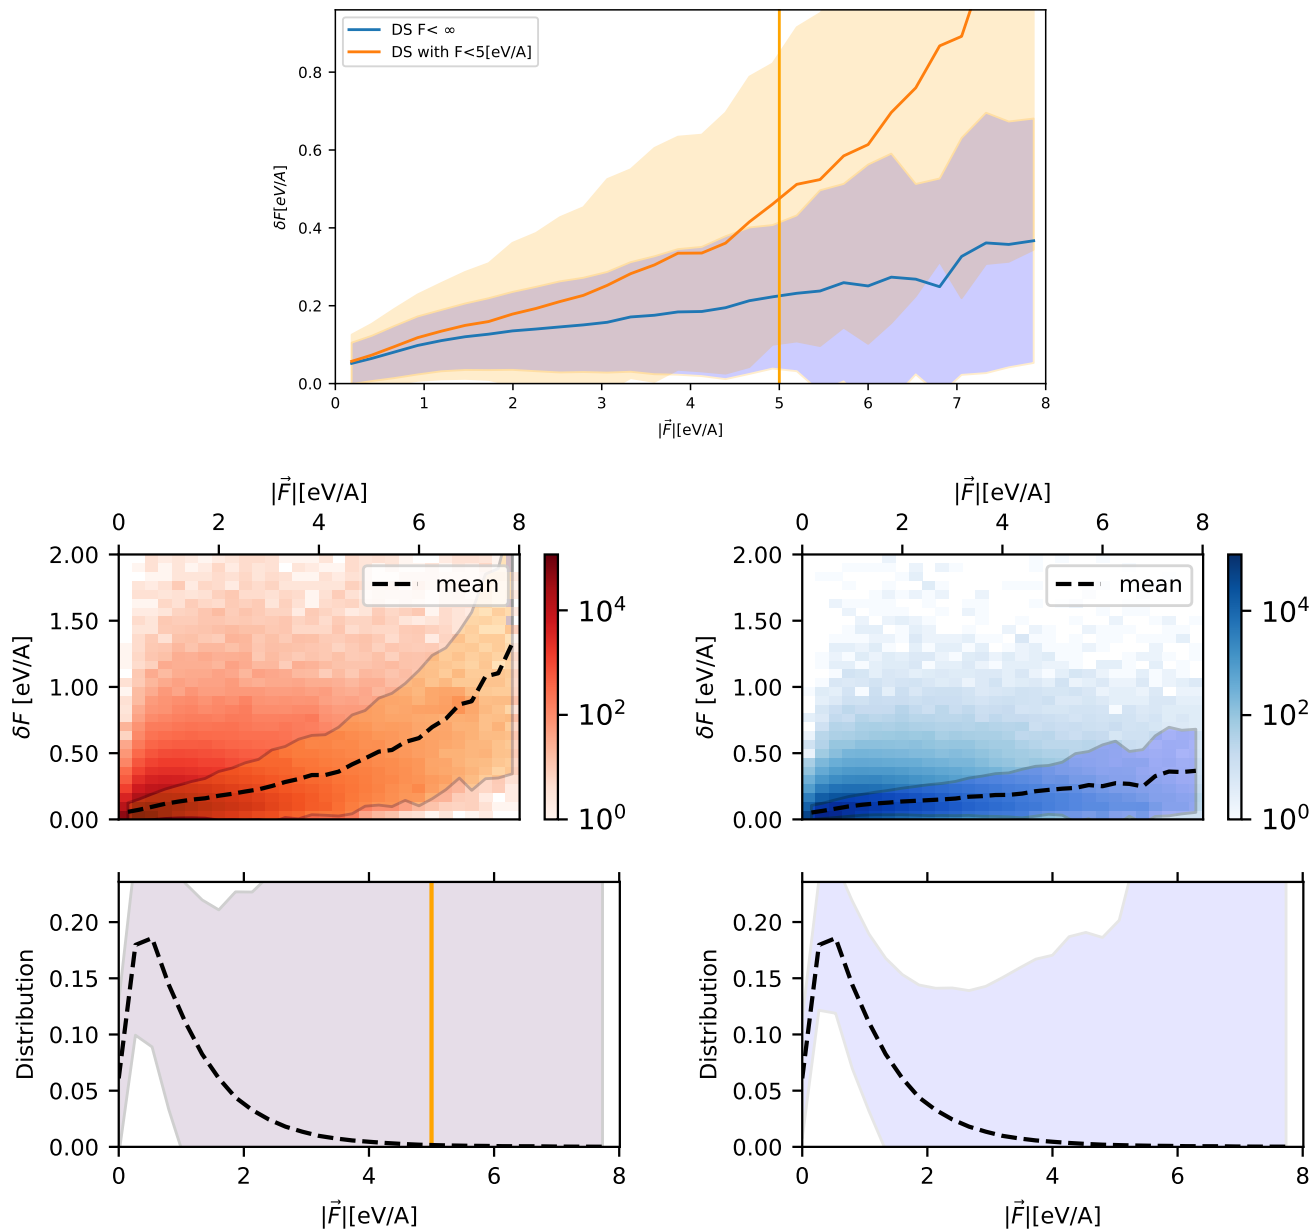 DS F< ∞
DS with F<5[eV/A]
δF[eV/A]
0.8
0.6
0.4
0.2
0.0
0 1 2 3 4 5 6 7 8
|F⃗|[eV/A]
|F⃗|[eV/A]
0 2 4 6 8
mean
δF [eV/A]
2.00
1.50
1.00
0.50
0.00
10⁴
10²
10⁰
|F⃗|[eV/A]
0 2 4 6 8
mean
δF [eV/A]
2.00
1.50
1.00
0.50
0.00
10⁴
10²
10⁰
Distribution
0.20
0.15
0.10
0.05
0.00
0 2 4 6 8
|F⃗|[eV/A]
Distribution
0.20
0.15
0.10
0.05
0.00
0 2 4 6 8
|F⃗|[eV/A]